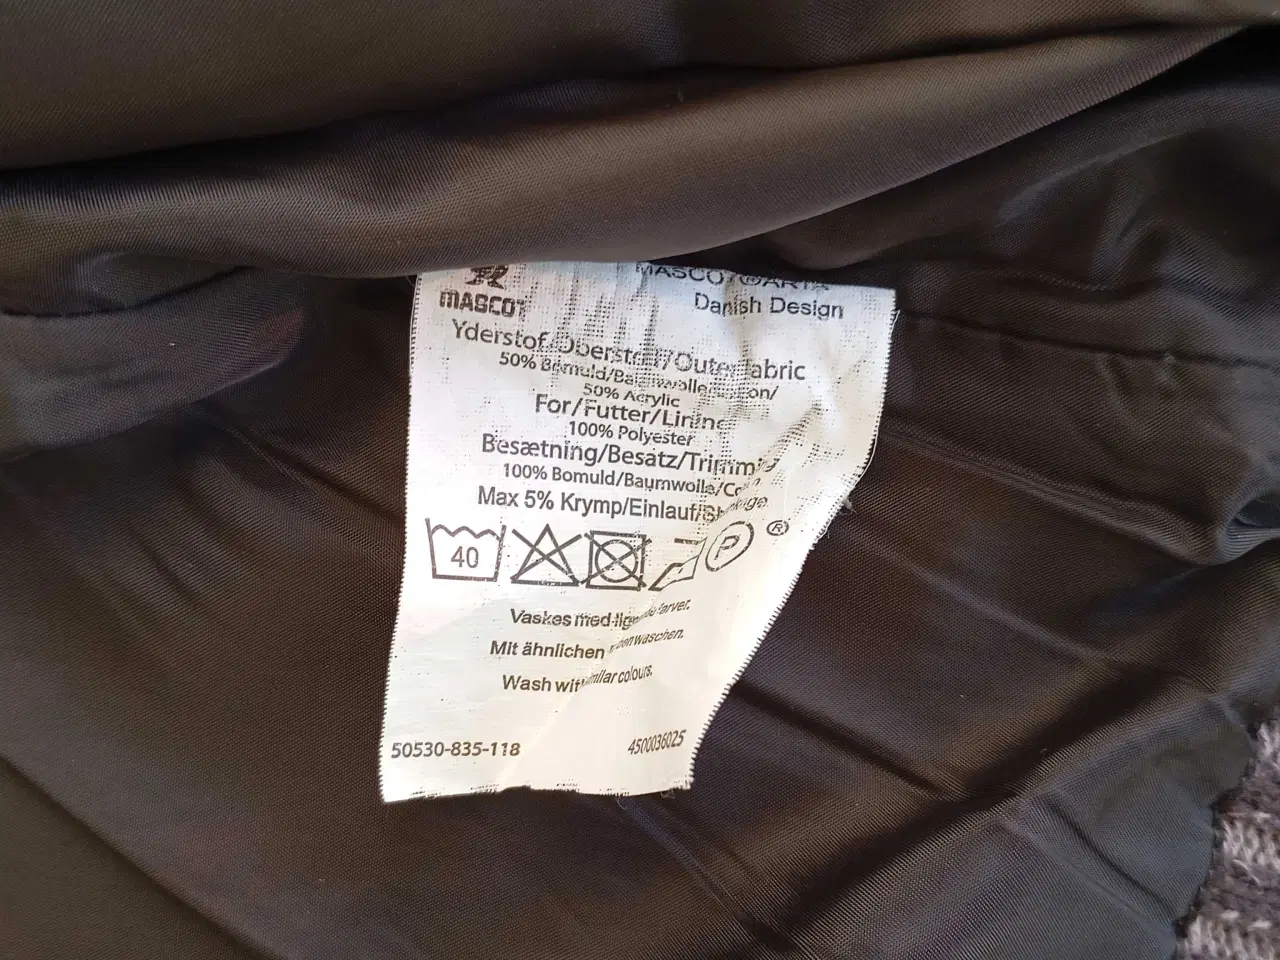 MASCOT
MASCOT®
Danish Design
Yderstof/Oberstoff/Outer fabric
50% Bomuld/Baumwolle/Cotton/
50% Acrylic
For/Futter/Lining
100% Polyester
Besætning/Besatz/Trimming
100% Bomuld/Baumwolle/
Max 5% Krymp/Einlauf/Shrinkage
40
P ®
Vaskes med lignende farver.
Mit ähnlichen waschen.
Wash with similar colours.
50530-835-118 4500036025